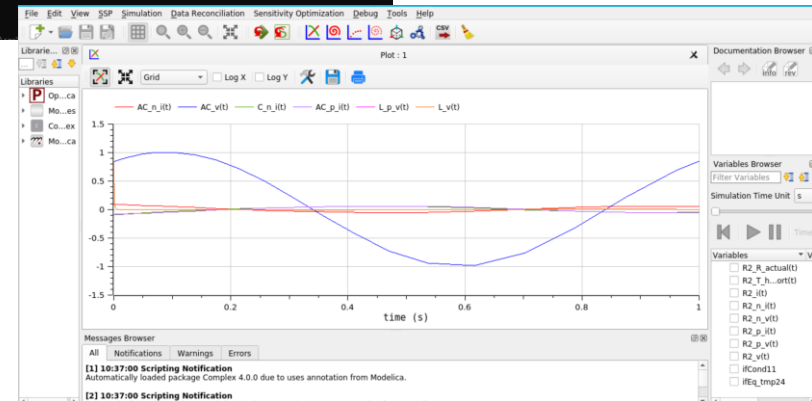 File Edit View SSP Simulation Data Reconciliation Sensitivity Optimization Debug Tools Help
CSV
Librarie...
Plot : 1
Documentation Browser
Grid
Log X
Log Y
Libraries
Op...ca
Mo...es
Co...ex
Mo...ca
AC_n_i(t) AC_v(t) C_n_i(t) AC_p_i(t) L_p_v(t) L_v(t)
1.5
1
0.5
0
-0.5
-1
-1.5
0 0.2 0.4 0.6 0.8 1
time (s)
info rev
Variables Browser
Filter Variables
Simulation Time Unit s
Time
Variables
R2_R_actual(t)
R2_T_h...ort(t)
R2_i(t)
R2_n_i(t)
R2_n_v(t)
R2_p_i(t)
R2_p_v(t)
R2_v(t)
ifCond11
ifEq_tmp24
Messages Browser
All Notifications Warnings Errors
[1] 10:37:00 Scripting Notification
Automatically loaded package Complex 4.0.0 due to uses annotation from Modelica.
[2] 10:37:00 Scripting Notification